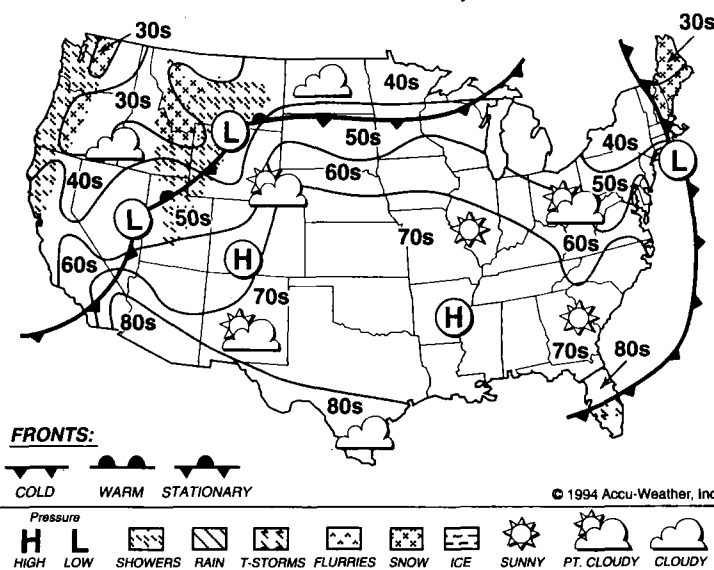 30s
30s
30s
40s
L
50s
40s
60s
L
40s
50s
L
50s
70s
60s
60s
H
70s
H
80s
70s
80s
80s
FRONTS:
COLD WARM STATIONARY
© 1994 Accu-Weather, Inc
Pressure
H L
HIGH LOW SHOWERS RAIN T-STORMS FLURRIES SNOW ICE SUNNY PT. CLOUDY CLOUDY